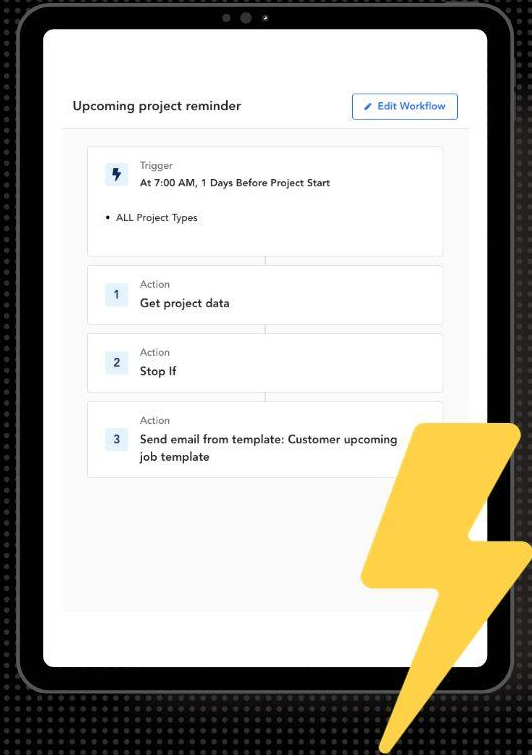 Upcoming project reminder
Edit Workflow
Trigger
At 7:00 AM, 1 Days Before Project Start
• ALL Project Types
1
Action
Get project data
2
Action
Stop If
3
Action
Send email from template: Customer upcoming
job template